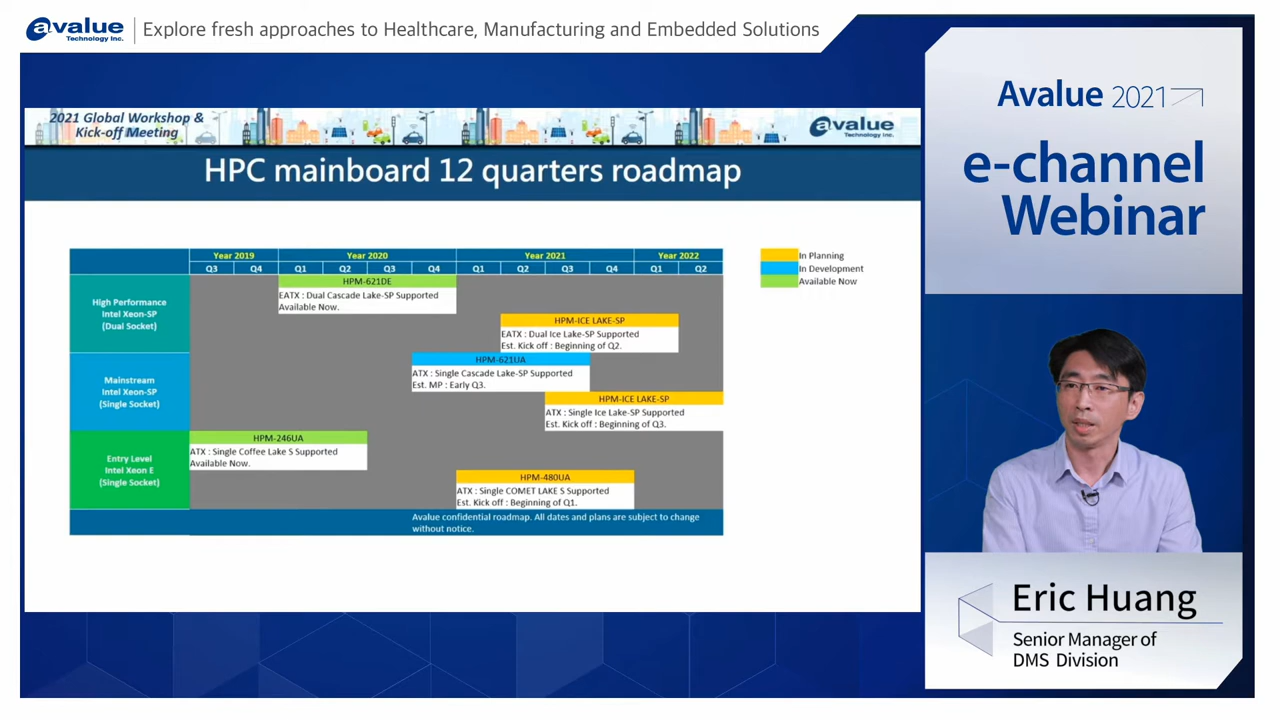 avalue
Technology Inc.
Explore fresh approaches to Healthcare, Manufacturing and Embedded Solutions
2021 Global Workshop &
Kick-off Meeting
avalue
Technology Inc.
HPC mainboard 12 quarters roadmap
Year 2019
Year 2020
Year 2021
Year 2022
Q3
Q4
Q1
Q2
Q3
Q4
Q1
Q2
Q3
Q4
Q1
Q2
High Performance
Intel Xeon-SP
(Dual Socket)
HPM-621DE
EATX : Dual Cascade Lake-SP Supported
Available Now.
HPM-ICE LAKE-SP
EATX : Dual Ice Lake-SP Supported
Est. Kick off : Beginning of Q2.
Mainstream
Intel Xeon-SP
(Single Socket)
HPM-621UA
ATX : Single Cascade Lake-SP Supported
Est. MP : Early Q3.
HPM-ICE LAKE-SP
ATX : Single Ice Lake-SP Supported
Est. Kick off : Beginning of Q3.
Entry Level
Intel Xeon E
(Single Socket)
HPM-246UA
ATX : Single Coffee Lake S Supported
Available Now.
HPM-480UA
ATX : Single COMET LAKE S Supported
Est. Kick off : Beginning of Q1.
Avalue confidential roadmap. All dates and plans are subject to change
without notice.
In Planning
In Development
Available Now
Avalue 2021
e-channel
Webinar
Eric Huang
Senior Manager of
DMS Division